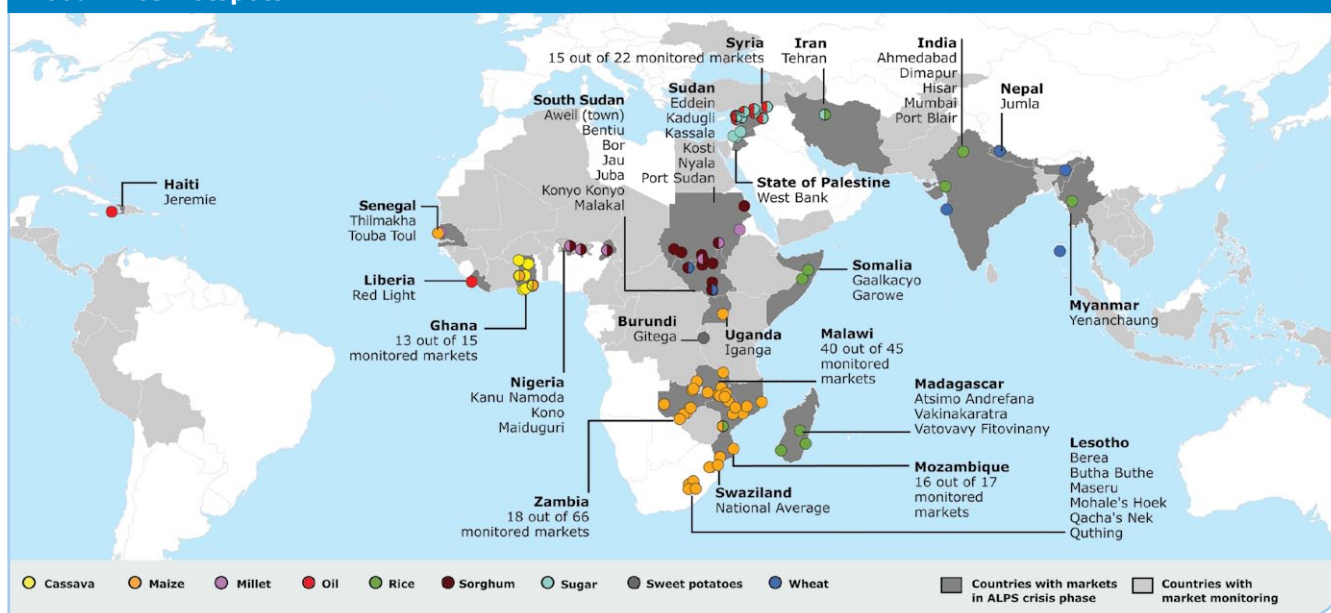 Syria
15 out of 22 monitored markets
Iran
Tehran
India
Ahmedabad
Dimapur
Hisar
Mumbai
Port Blair
Nepal
Jumla
South Sudan
Aweil (town)
Bentiu
Bor
Jau
Juba
Konyo Konyo
Malakal
Sudan
Eddein
Kadugli
Kassala
Kosti
Nyala
Port Sudan
State of Palestine
West Bank
Haiti
Jeremie
Senegal
Thilmakha
Touba Toul
Liberia
Red Light
Ghana
13 out of 15
monitored markets
Nigeria
Kanu Namoda
Kono
Maiduguri
Burundi
Gitega
Uganda
Iganga
Somalia
Gaalkacyo
Garowe
Myanmar
Yenanchaung
Malawi
40 out of 45
monitored
markets
Madagascar
Atsimo Andrefana
Vakinakaratra
Vatovavy Fitovinany
Zambia
18 out of 66
monitored markets
Swaziland
National Average
Mozambique
16 out of 17
monitored
markets
Lesotho
Berea
Butha Buthe
Maseru
Mohale's Hoek
Qacha's Nek
Quthing
Cassava
Maize
Millet
Oil
Rice
Sorghum
Sugar
Sweet potatoes
Wheat
Countries with markets
in ALPS crisis phase
Countries with
market monitoring